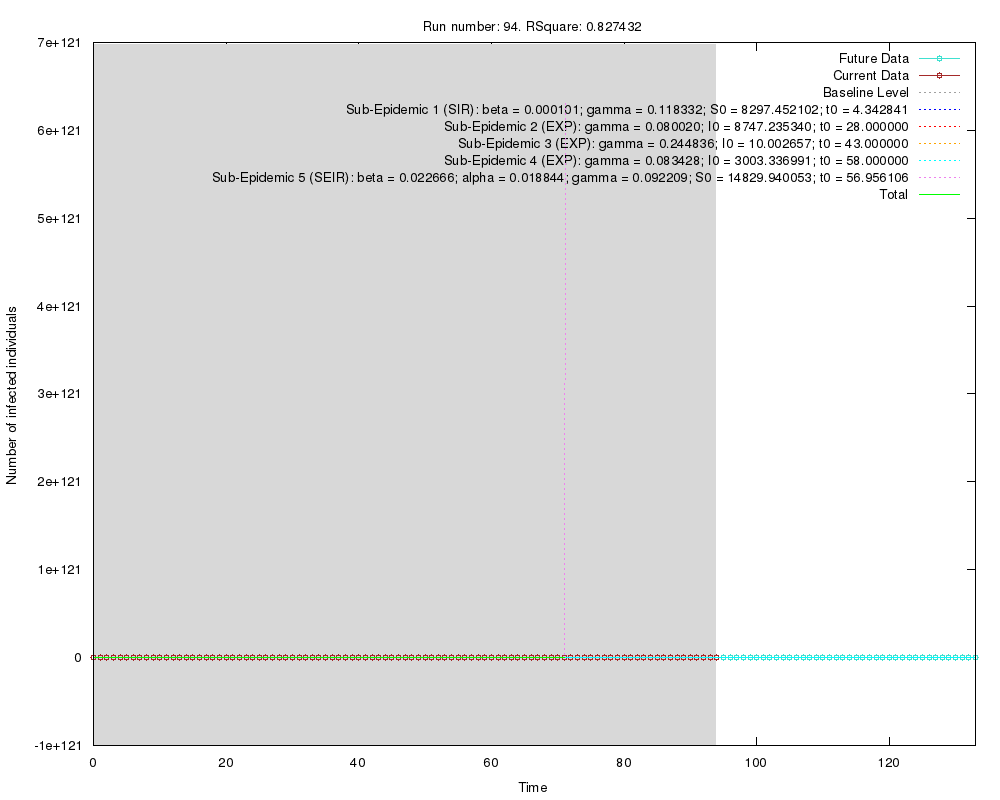 Run number: 94. RSquare: 0.827432
7e+121
6e+121
5e+121
4e+121
3e+121
2e+121
1e+121
0
-1e+121
Number of infected individuals
Future Data
Current Data
Baseline Level
Sub-Epidemic 1 (SIR): beta = 0.000101; gamma = 0.118332; S0 = 8297.452102; t0 = 4.342841
Sub-Epidemic 2 (EXP): gamma = 0.080020; I0 = 8747.235340; t0 = 28.000000
Sub-Epidemic 3 (EXP): gamma = 0.244836; I0 = 10.002657; t0 = 43.000000
Sub-Epidemic 4 (EXP): gamma = 0.083428; I0 = 3003.336991; t0 = 58.000000
Sub-Epidemic 5 (SEIR): beta = 0.022666; alpha = 0.018844; gamma = 0.092209; S0 = 14829.940053; t0 = 56.956106
Total
0 20 40 60 80 100 120
Time